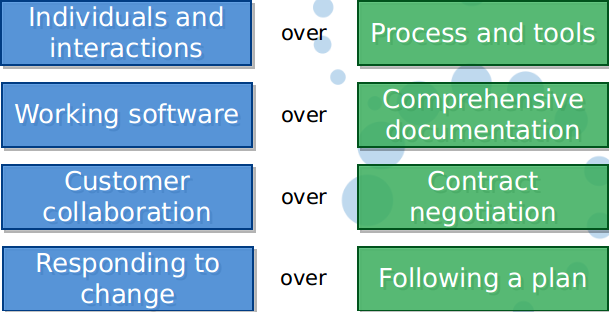 Individuals and
interactions
over
Process and tools
Working software
over
Comprehensive
documentation
Customer
collaboration
over
Contract
negotiation
Responding to
change
over
Following a plan